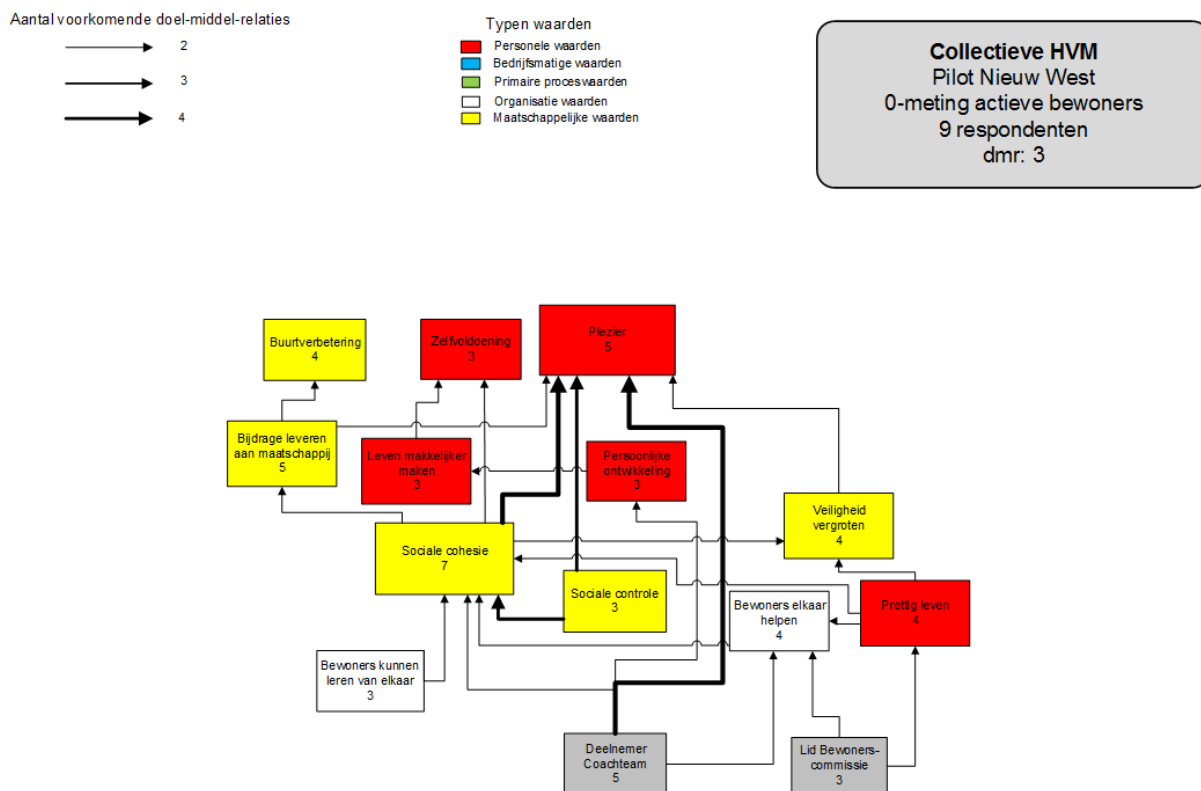 Aantal voorkomende doel-middel-relaties
2
3
4
Typen waarden
Personele waarden
Bedrijfsmatige waarden
Primaire proceswaarden
Organisatie waarden
Maatschappelijke waarden
Collectieve HVM
Pilot Nieuw West
0-meting actieve bewoners
9 respondenten
dmr: 3
Buurtverbetering
4
Zelfvoldoening
3
Plezier
5
Bijdrage leveren
aan maatschappij
5
Leven makkelijker
maken
3
Persoonlijke
ontwikkeling
3
Veiligheid
vergroten
4
Sociale cohesie
7
Sociale controle
3
Bewoners elkaar
helpen
4
Prettig leven
4
Bewoners kunnen
leren van elkaar
3
Deelnemer
Coachteam
5
Lid Bewoners-
commissie
3